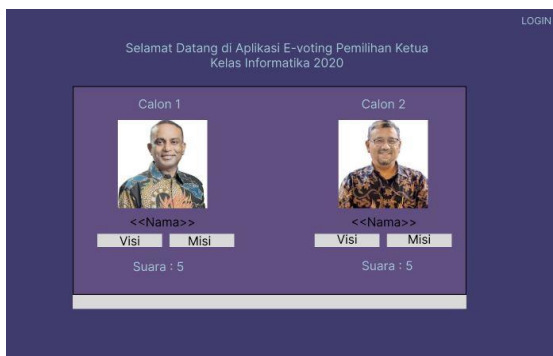 LOGIN
Selamat Datang di Aplikasi E-voting Pemilihan Ketua
Kelas Informatika 2020
Calon 1
Calon 2
<<Nama>>
<<Nama>>
Visi Misi
Visi Misi
Suara : 5
Suara : 5